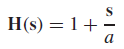 H(s) = 1 + s/a